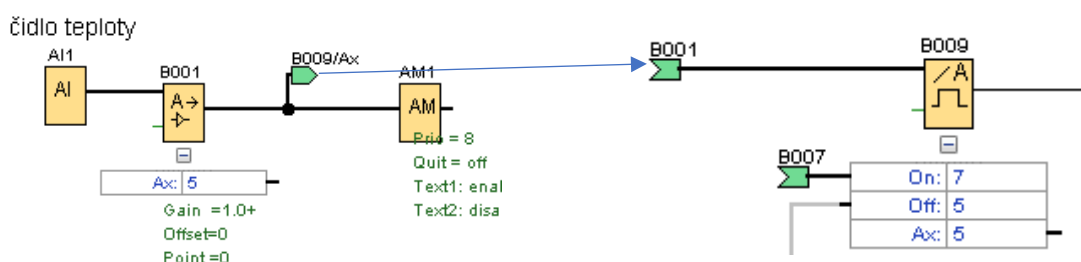 čidlo teploty
AI1
AI
B001
A→
Ax: 5
Gain =1.0+
Offset=0
Point =0
B009/Ax
AM1
AM
Prio = 8
Quit = off
Text1: enal
Text2: disa
B001
B009
/A
B007
On: 7
Off: 5
Ax: 5